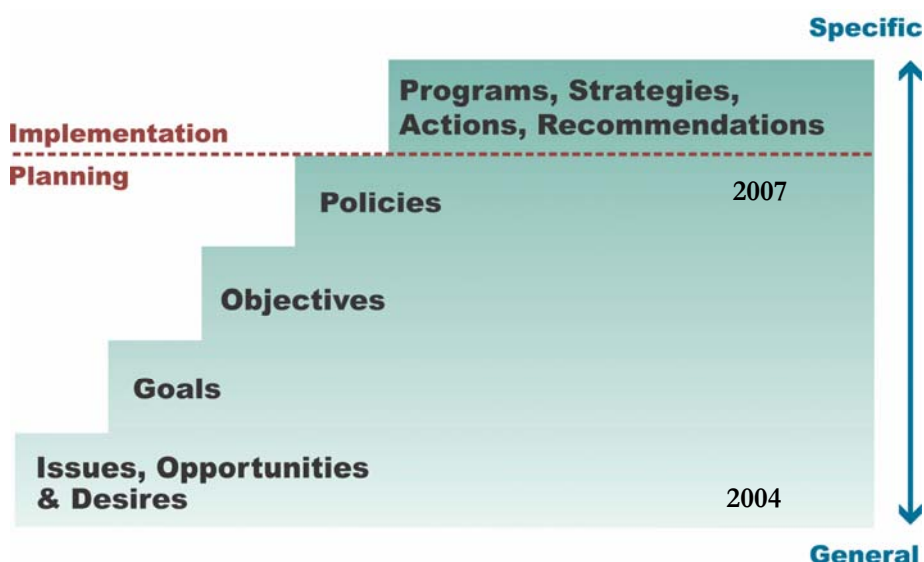 Specific
Programs, Strategies,
Actions, Recommendations
Implementation
Planning
Policies
2007
Objectives
Goals
Issues, Opportunities
& Desires
2004
General